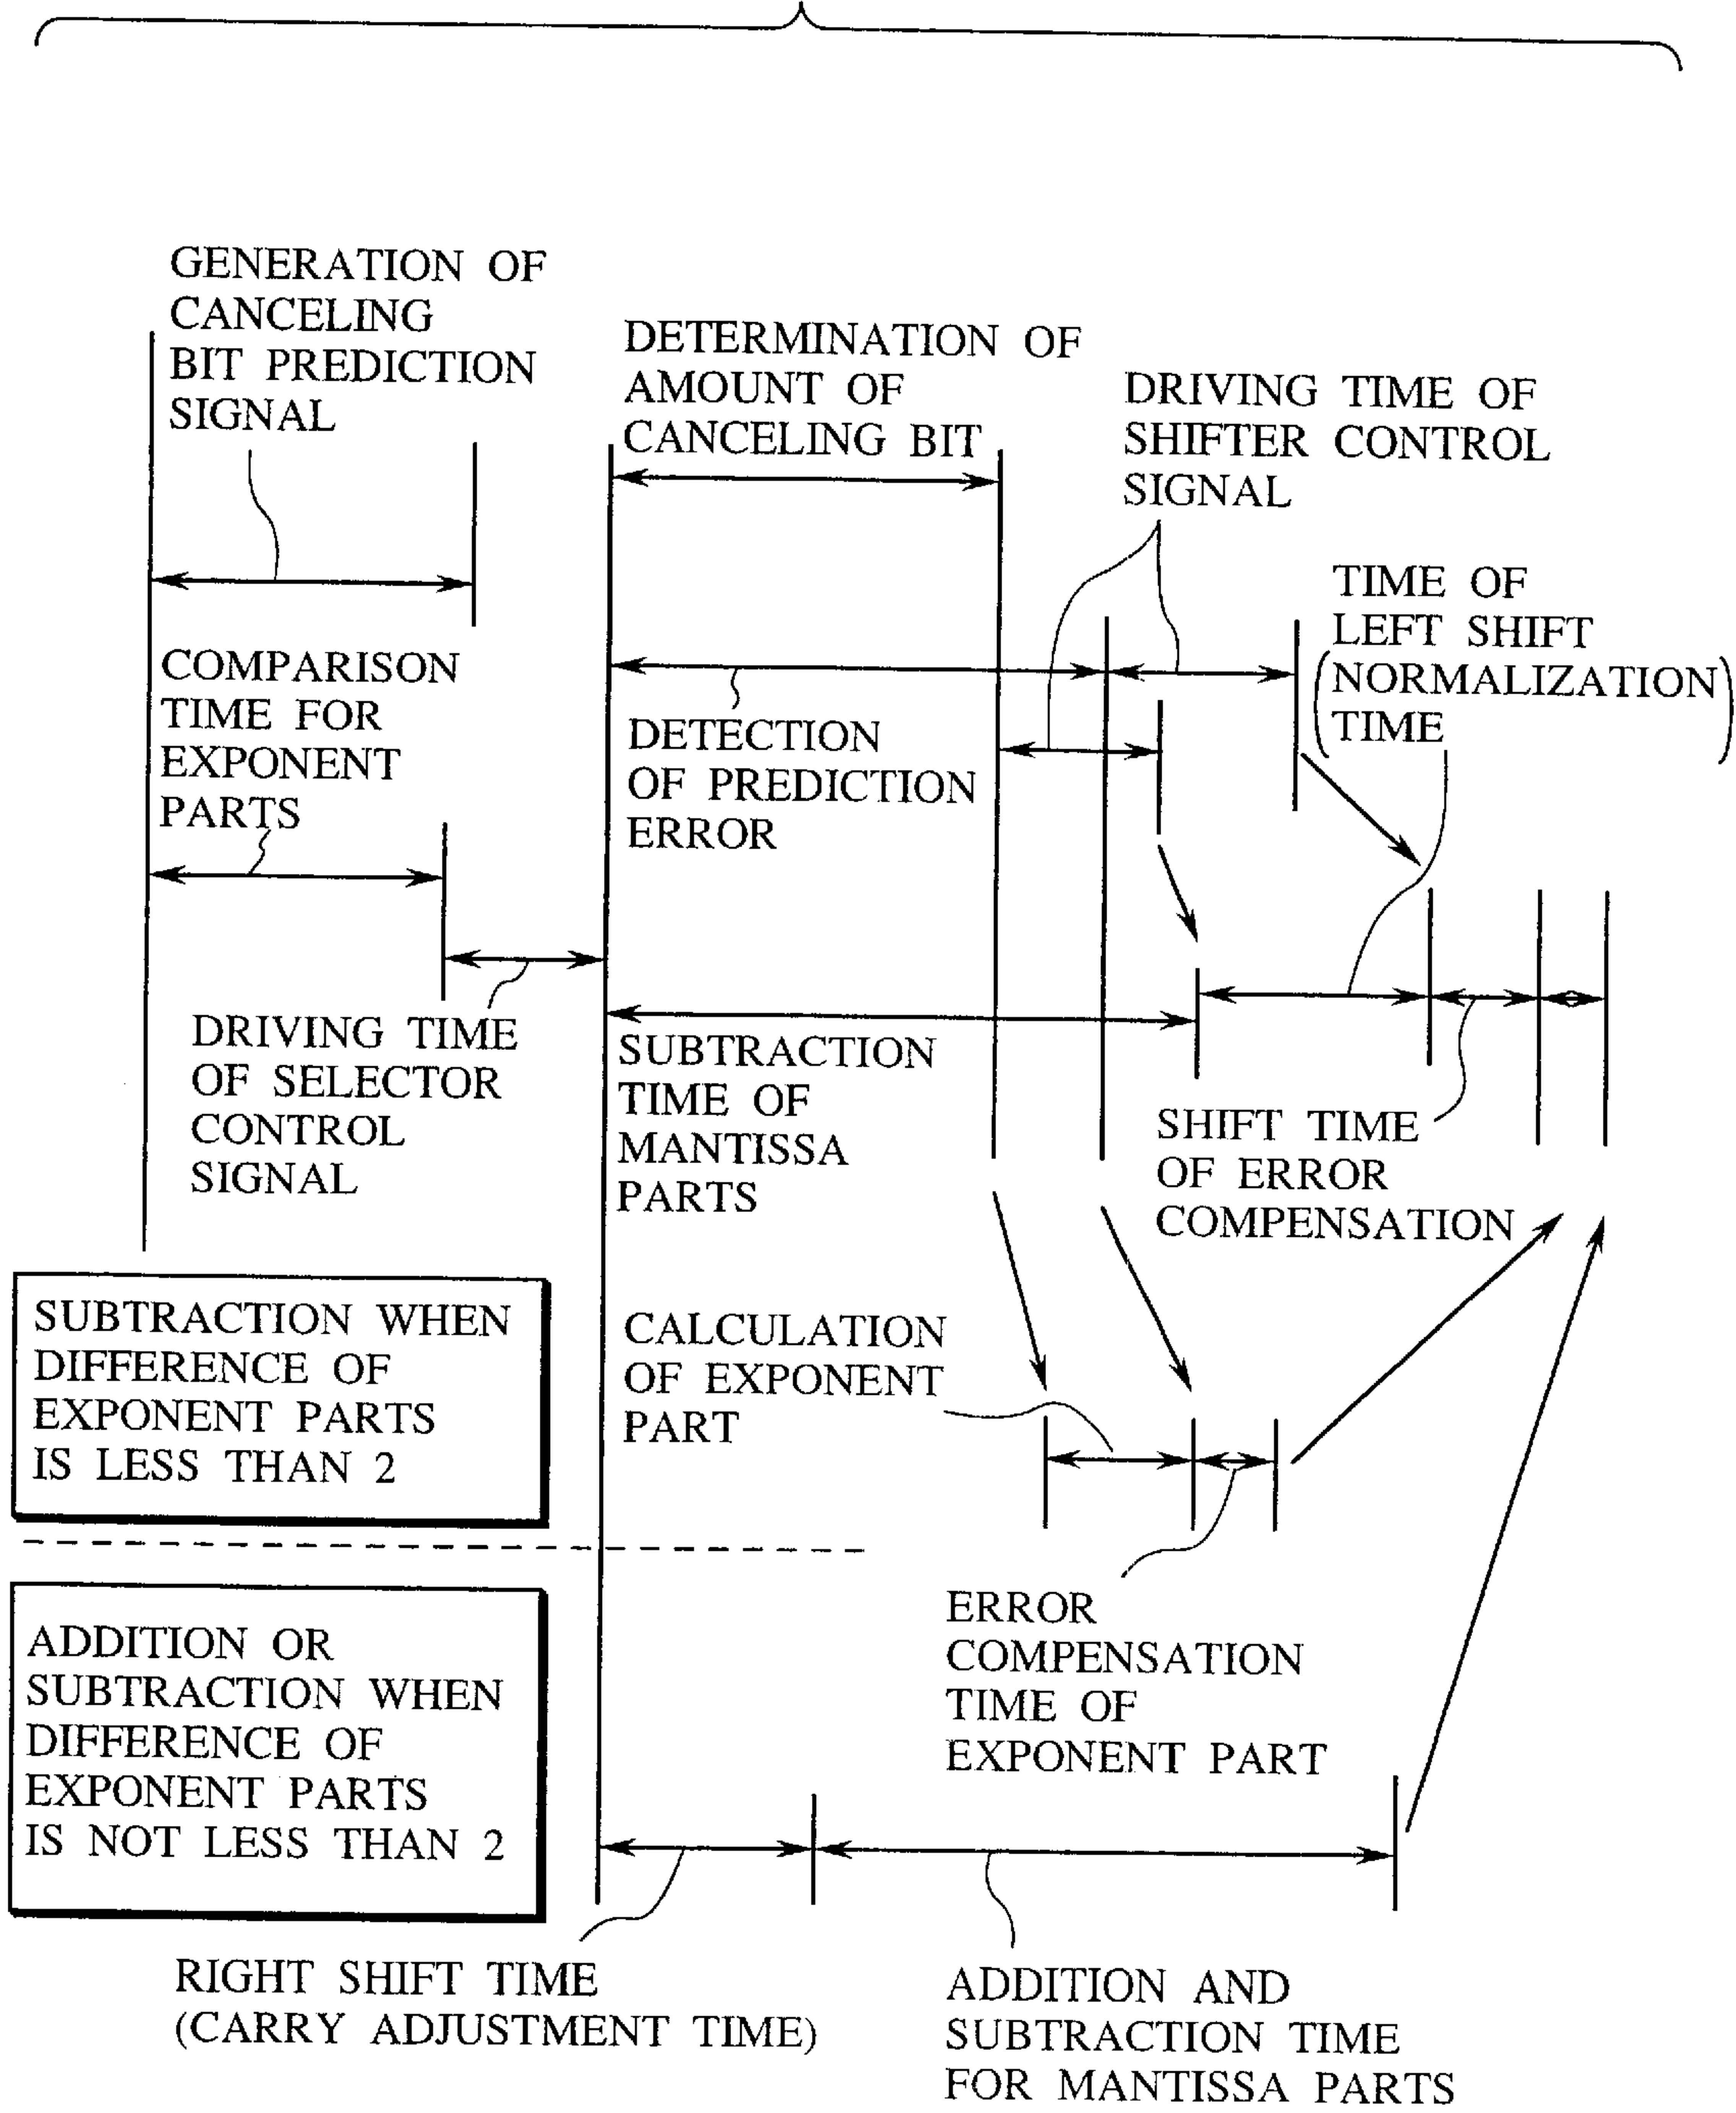 GENERATION OF
CANCELING
BIT PREDICTION
SIGNAL
DETERMINATION OF
AMOUNT OF
CANCELING BIT
DRIVING TIME OF
SHIFTER CONTROL
SIGNAL
TIME OF
LEFT SHIFT
(NORMALIZATION)
TIME
COMPARISON
TIME FOR
EXPONENT
PARTS
DETECTION
OF PREDICTION
ERROR
DRIVING TIME
OF SELECTOR
CONTROL
SIGNAL
SUBTRACTION
TIME OF
MANTISSA
PARTS
SHIFT TIME
OF ERROR
COMPENSATION
SUBTRACTION WHEN
DIFFERENCE OF
EXPONENT PARTS
IS LESS THAN 2
CALCULATION
OF EXPONENT
PART
ERROR
COMPENSATION
TIME OF
EXPONENT PART
ADDITION OR
SUBTRACTION WHEN
DIFFERENCE OF
EXPONENT PARTS
IS NOT LESS THAN 2
RIGHT SHIFT TIME
(CARRY ADJUSTMENT TIME)
ADDITION AND
SUBTRACTION TIME
FOR MANTISSA PARTS